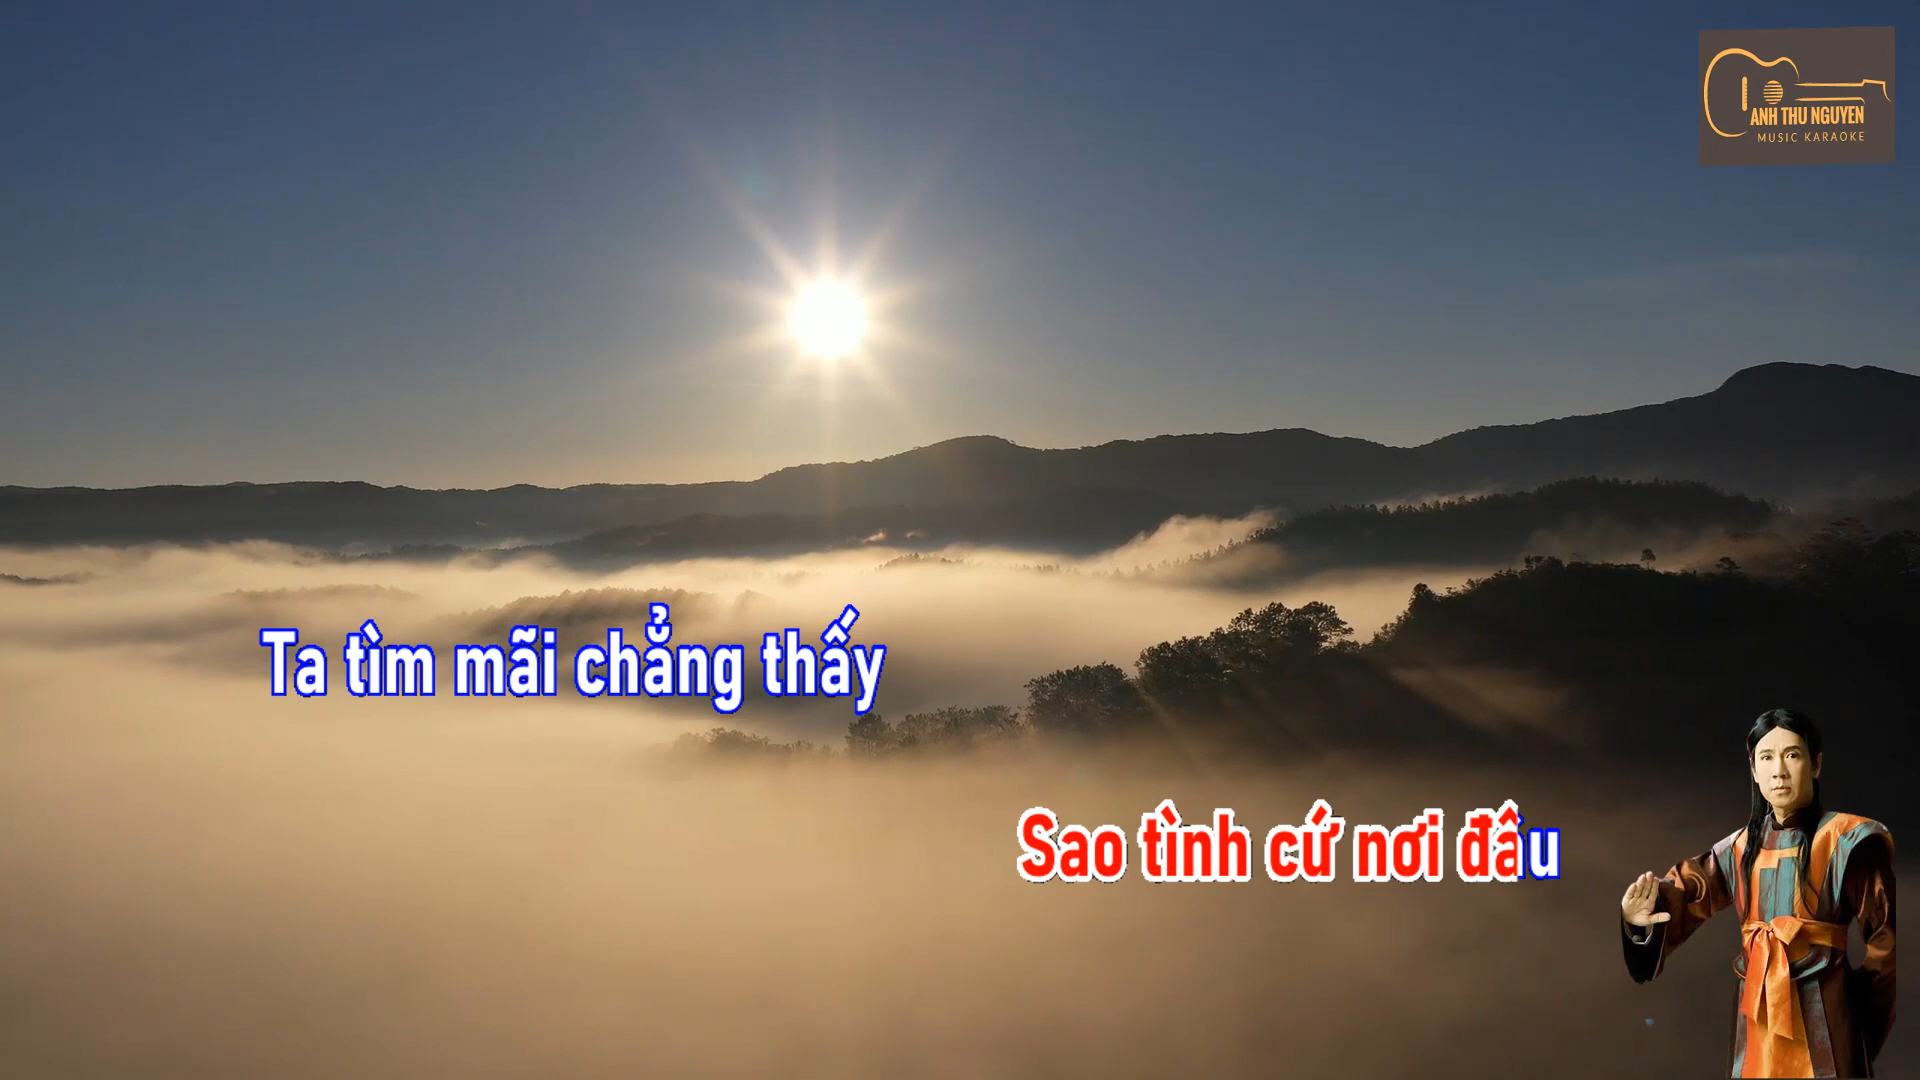 ANH THU NGUYEN
MUSIC KARAOKE
Ta tìm mãi chẳng thấy
Sao tình cứ nơi đâu